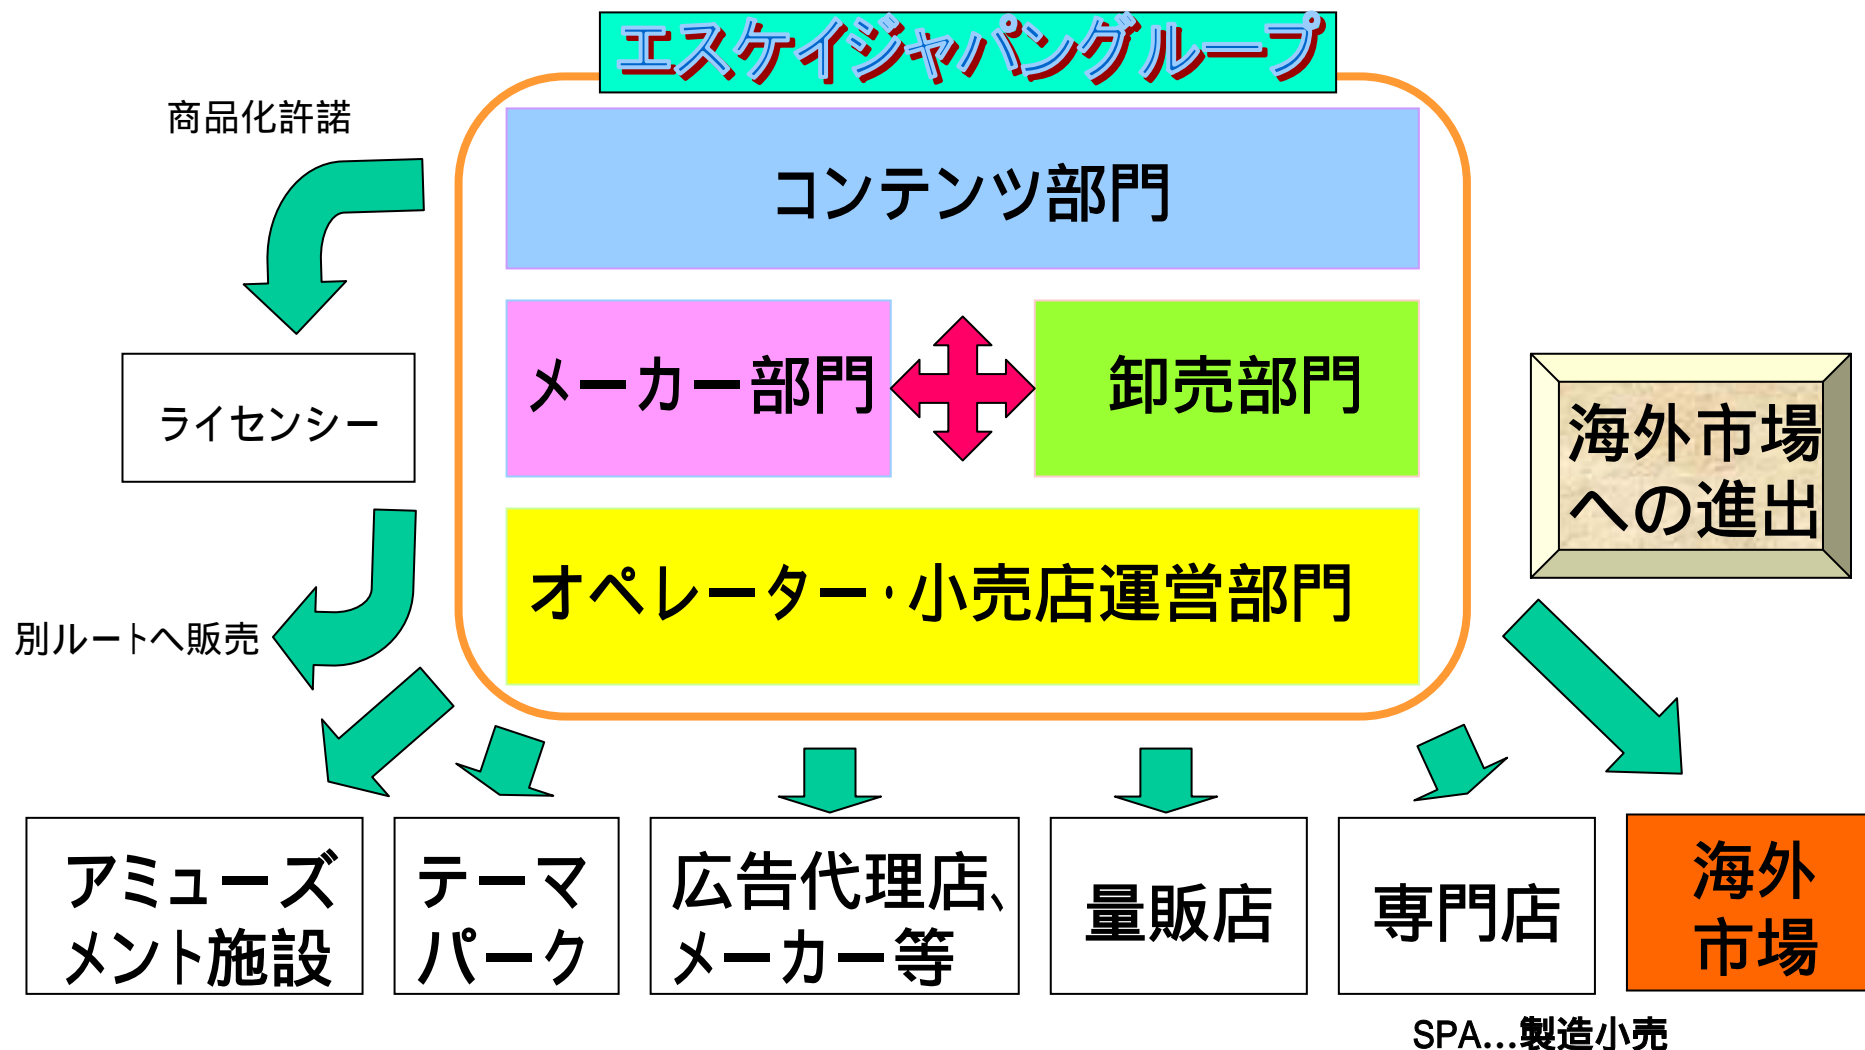 エスケイジャパングループ
商品化許諾
コンテンツ部門
メーカー部門
卸売部門
ライセンシー
海外市場
への進出
オペレーター・小売店運営部門
別ルートへ販売
アミューズ
メント施設
テーマ
パーク
広告代理店、
メーカー等
量販店
専門店
海外
市場
SPA…製造小売